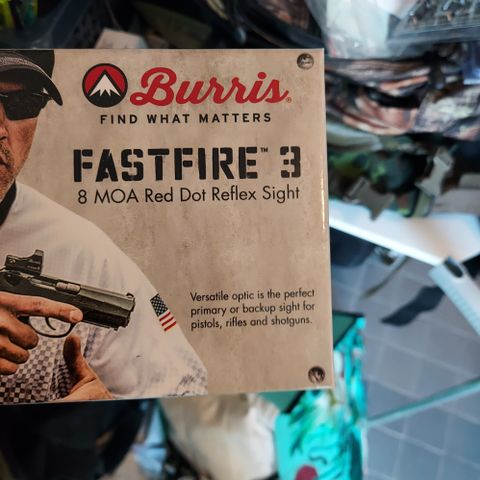 Burris®
FIND WHAT MATTERS
FASTFIRE™ 3
8 MOA Red Dot Reflex Sight
Versatile optic is the perfect
primary or backup sight for
pistols, rifles and shotguns.